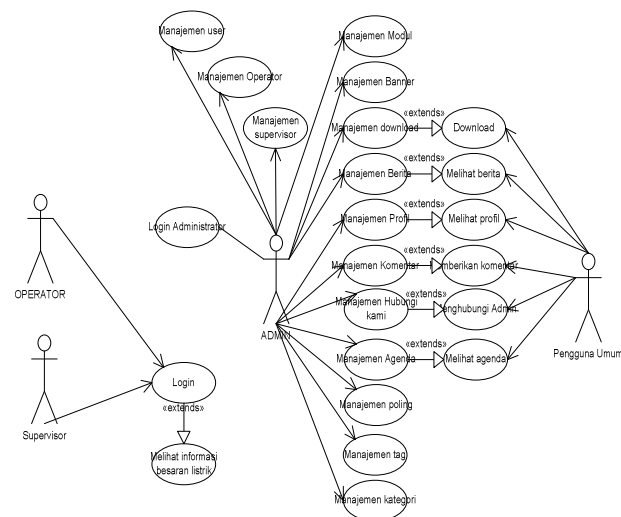 Manajemen user
Manajemen Operator
Manajemen
supervisor
Login Administrator
OPERATOR
Supervisor
Login
«extends»
Melihat informasi
besaran listrik
ADMIN
Manajemen Modul
Manajemen Banner
Manajemen download
«extends»
Download
Manajemen Berita
«extends»
Melihat berita
Manajemen Profil
«extends»
Melihat profil
Manajemen Komentar
«extends»
mberikan komentar
Manajemen Hubungi
kami
«extends»
enghubungi Admin
Manajemen Agenda
«extends»
Melihat agenda
Manajemen poling
Manajemen tag
Manajemen kategori
Pengguna Umum